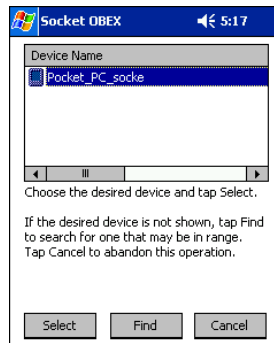 Socket OBEX 5:17
Device Name
Pocket_PC_socke
Choose the desired device and tap Select.
If the desired device is not shown, tap Find
to search for one that may be in range.
Tap Cancel to abandon this operation.
Select Find Cancel